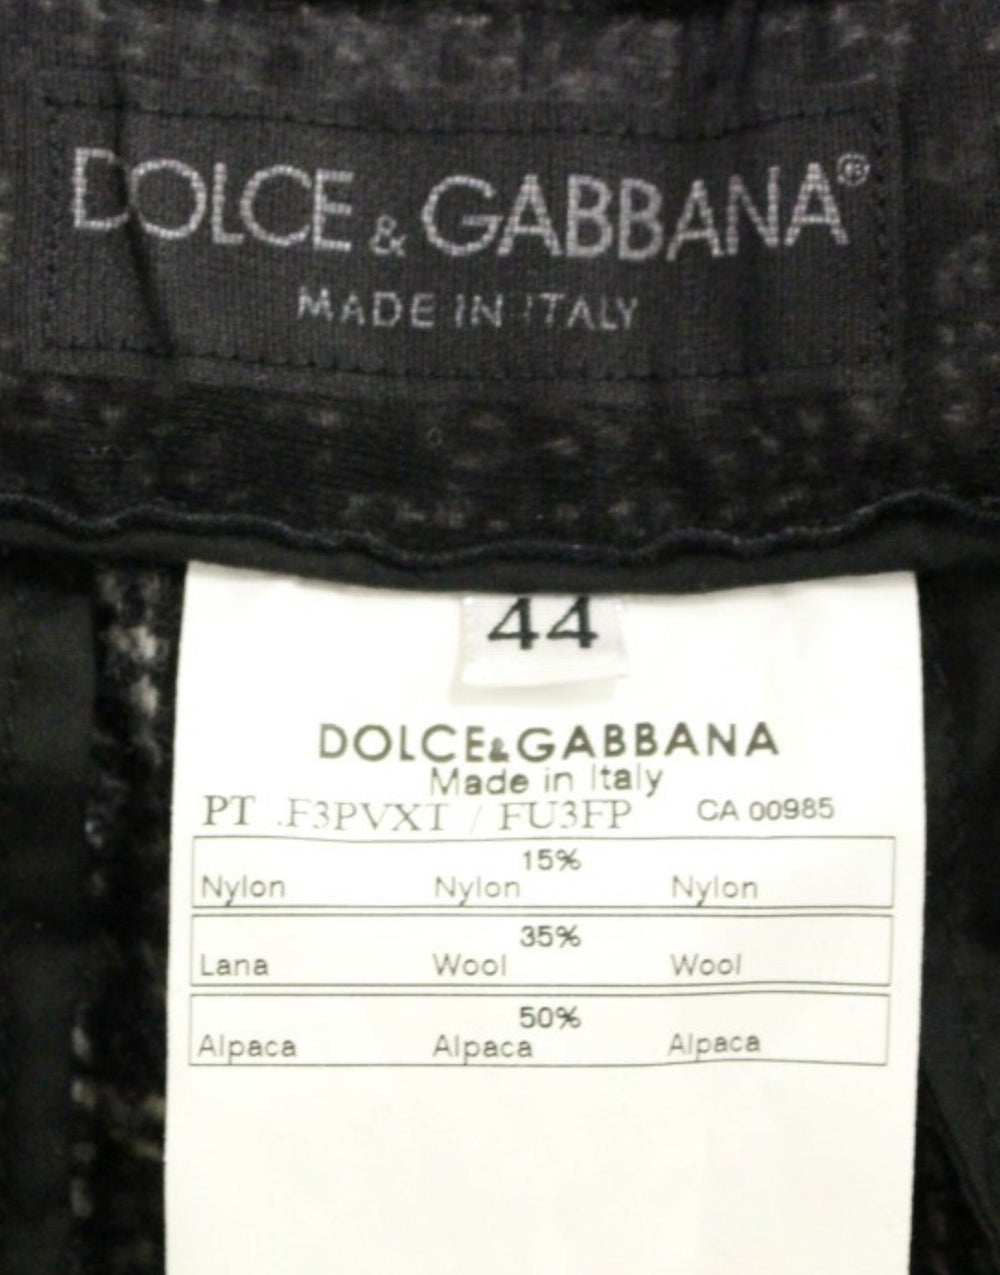 DOLCE & GABBANA®
MADE IN ITALY
44
DOLCE&GABBANA
Made in Italy
PT .F3PVXT / FU3FP CA 00985
15%
Nylon Nylon Nylon
35%
Lana Wool Wool
50%
Alpaca Alpaca Alpaca